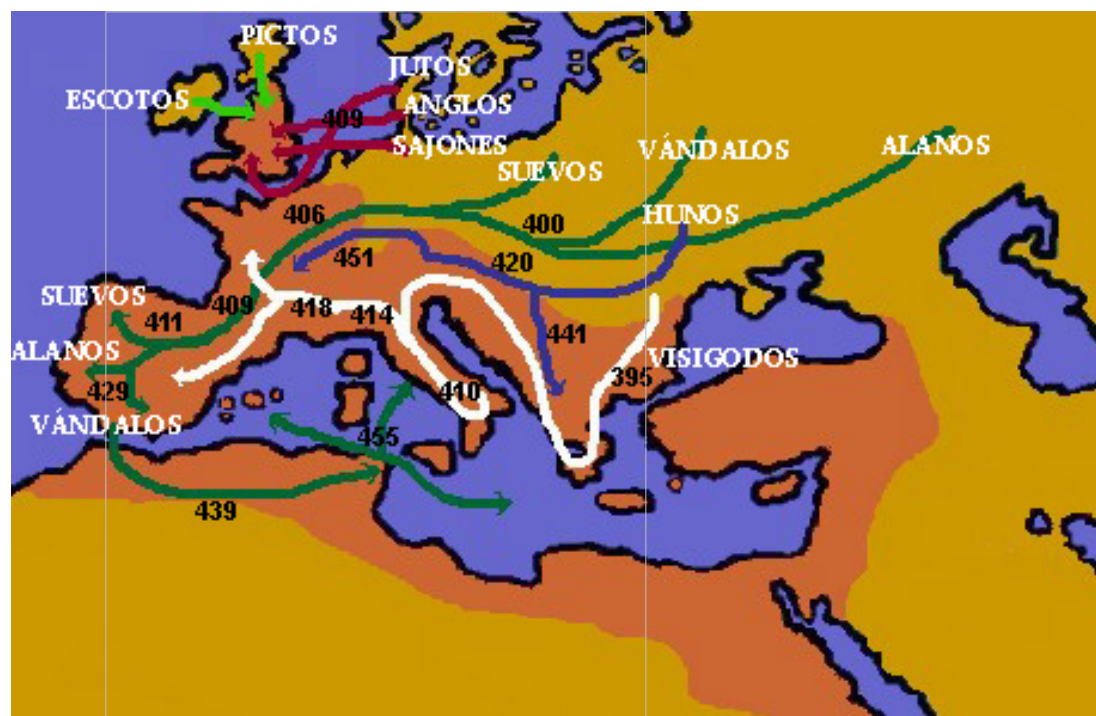 PICTOS
JUTOS
ESCOTOS
ANGLOS
409
SAJONES
VÁNDALOS
ALANOS
SUEVOS
406
400
HUNOS
451
420
SUEVOS
409
418
414
411
441
ALANOS
VISIGODOS
395
429
410
VÁNDALOS
455
439